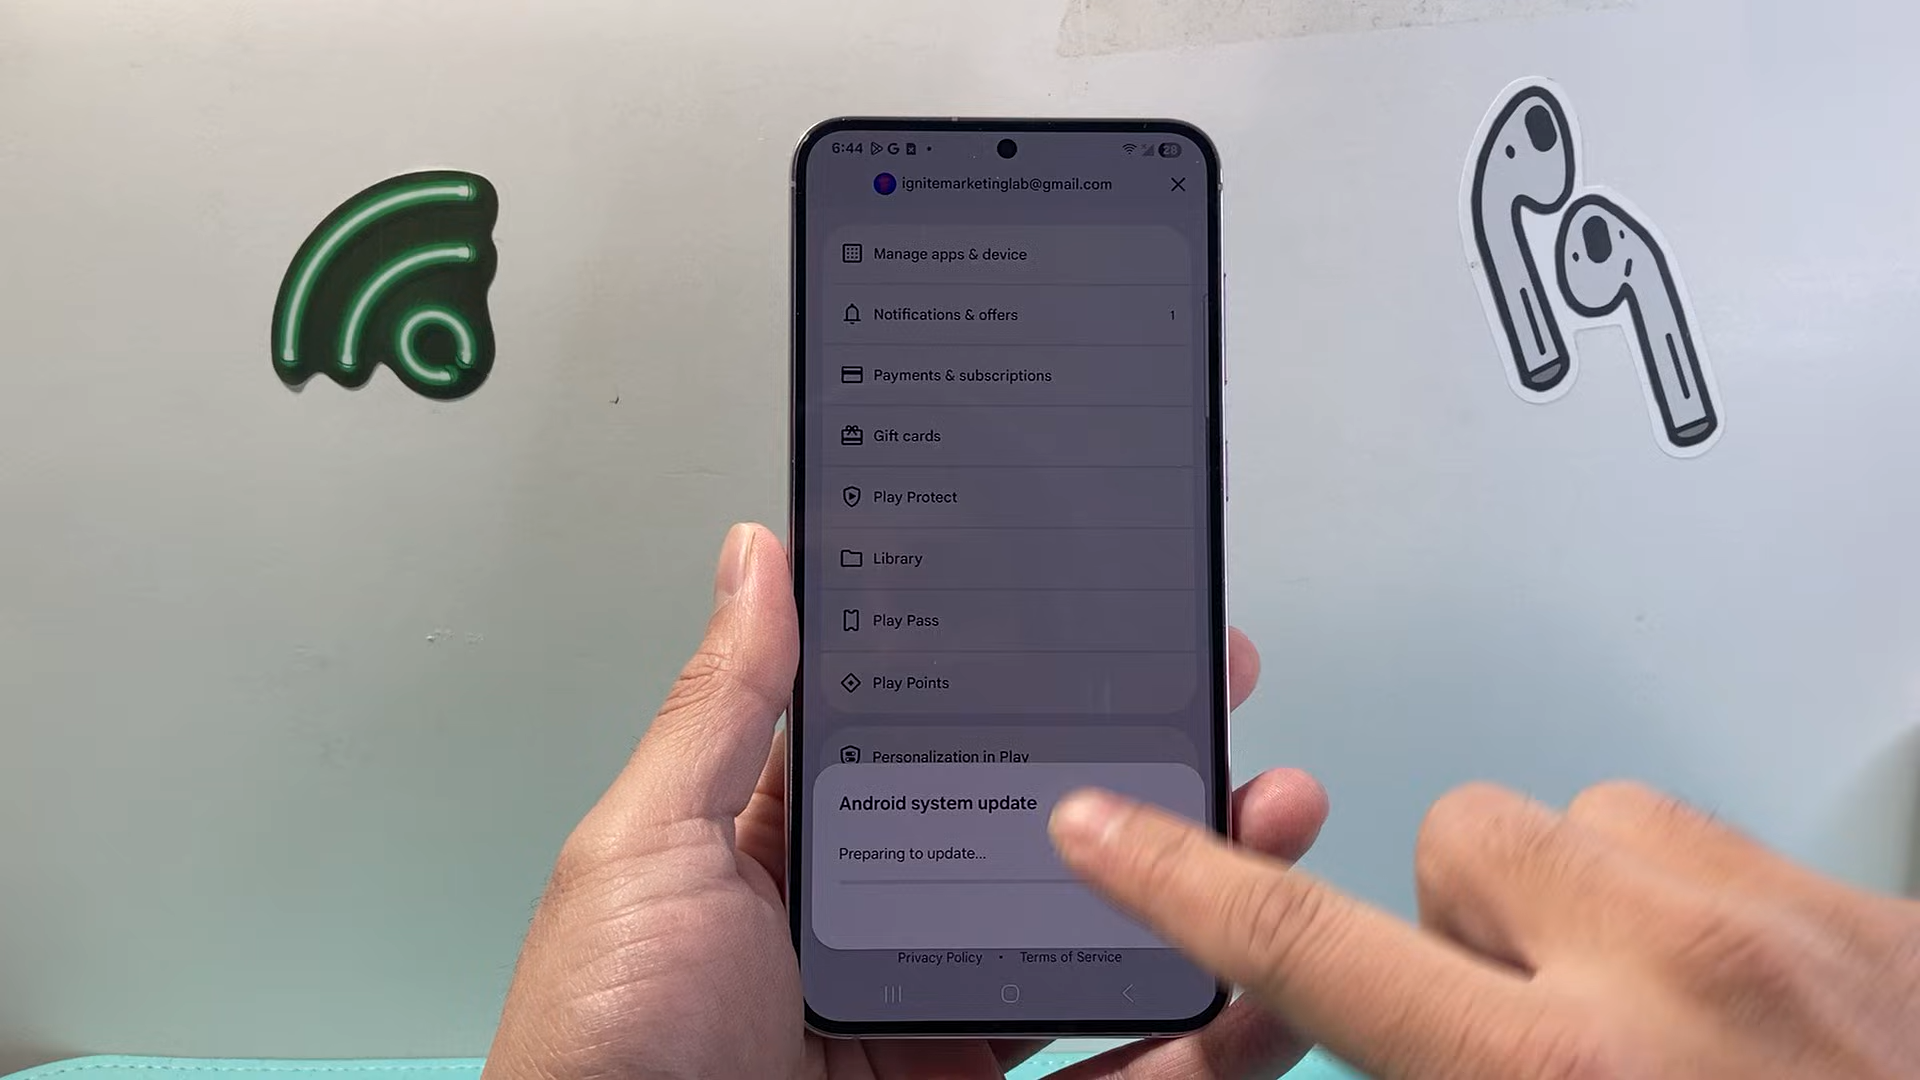 6:44
28
ignitemarketinglab@gmail.com
Manage apps & device
Notifications & offers 1
Payments & subscriptions
Gift cards
Play Protect
Library
Play Pass
Play Points
Personalization in Play
Android system update
Preparing to update...
Privacy Policy • Terms of Service